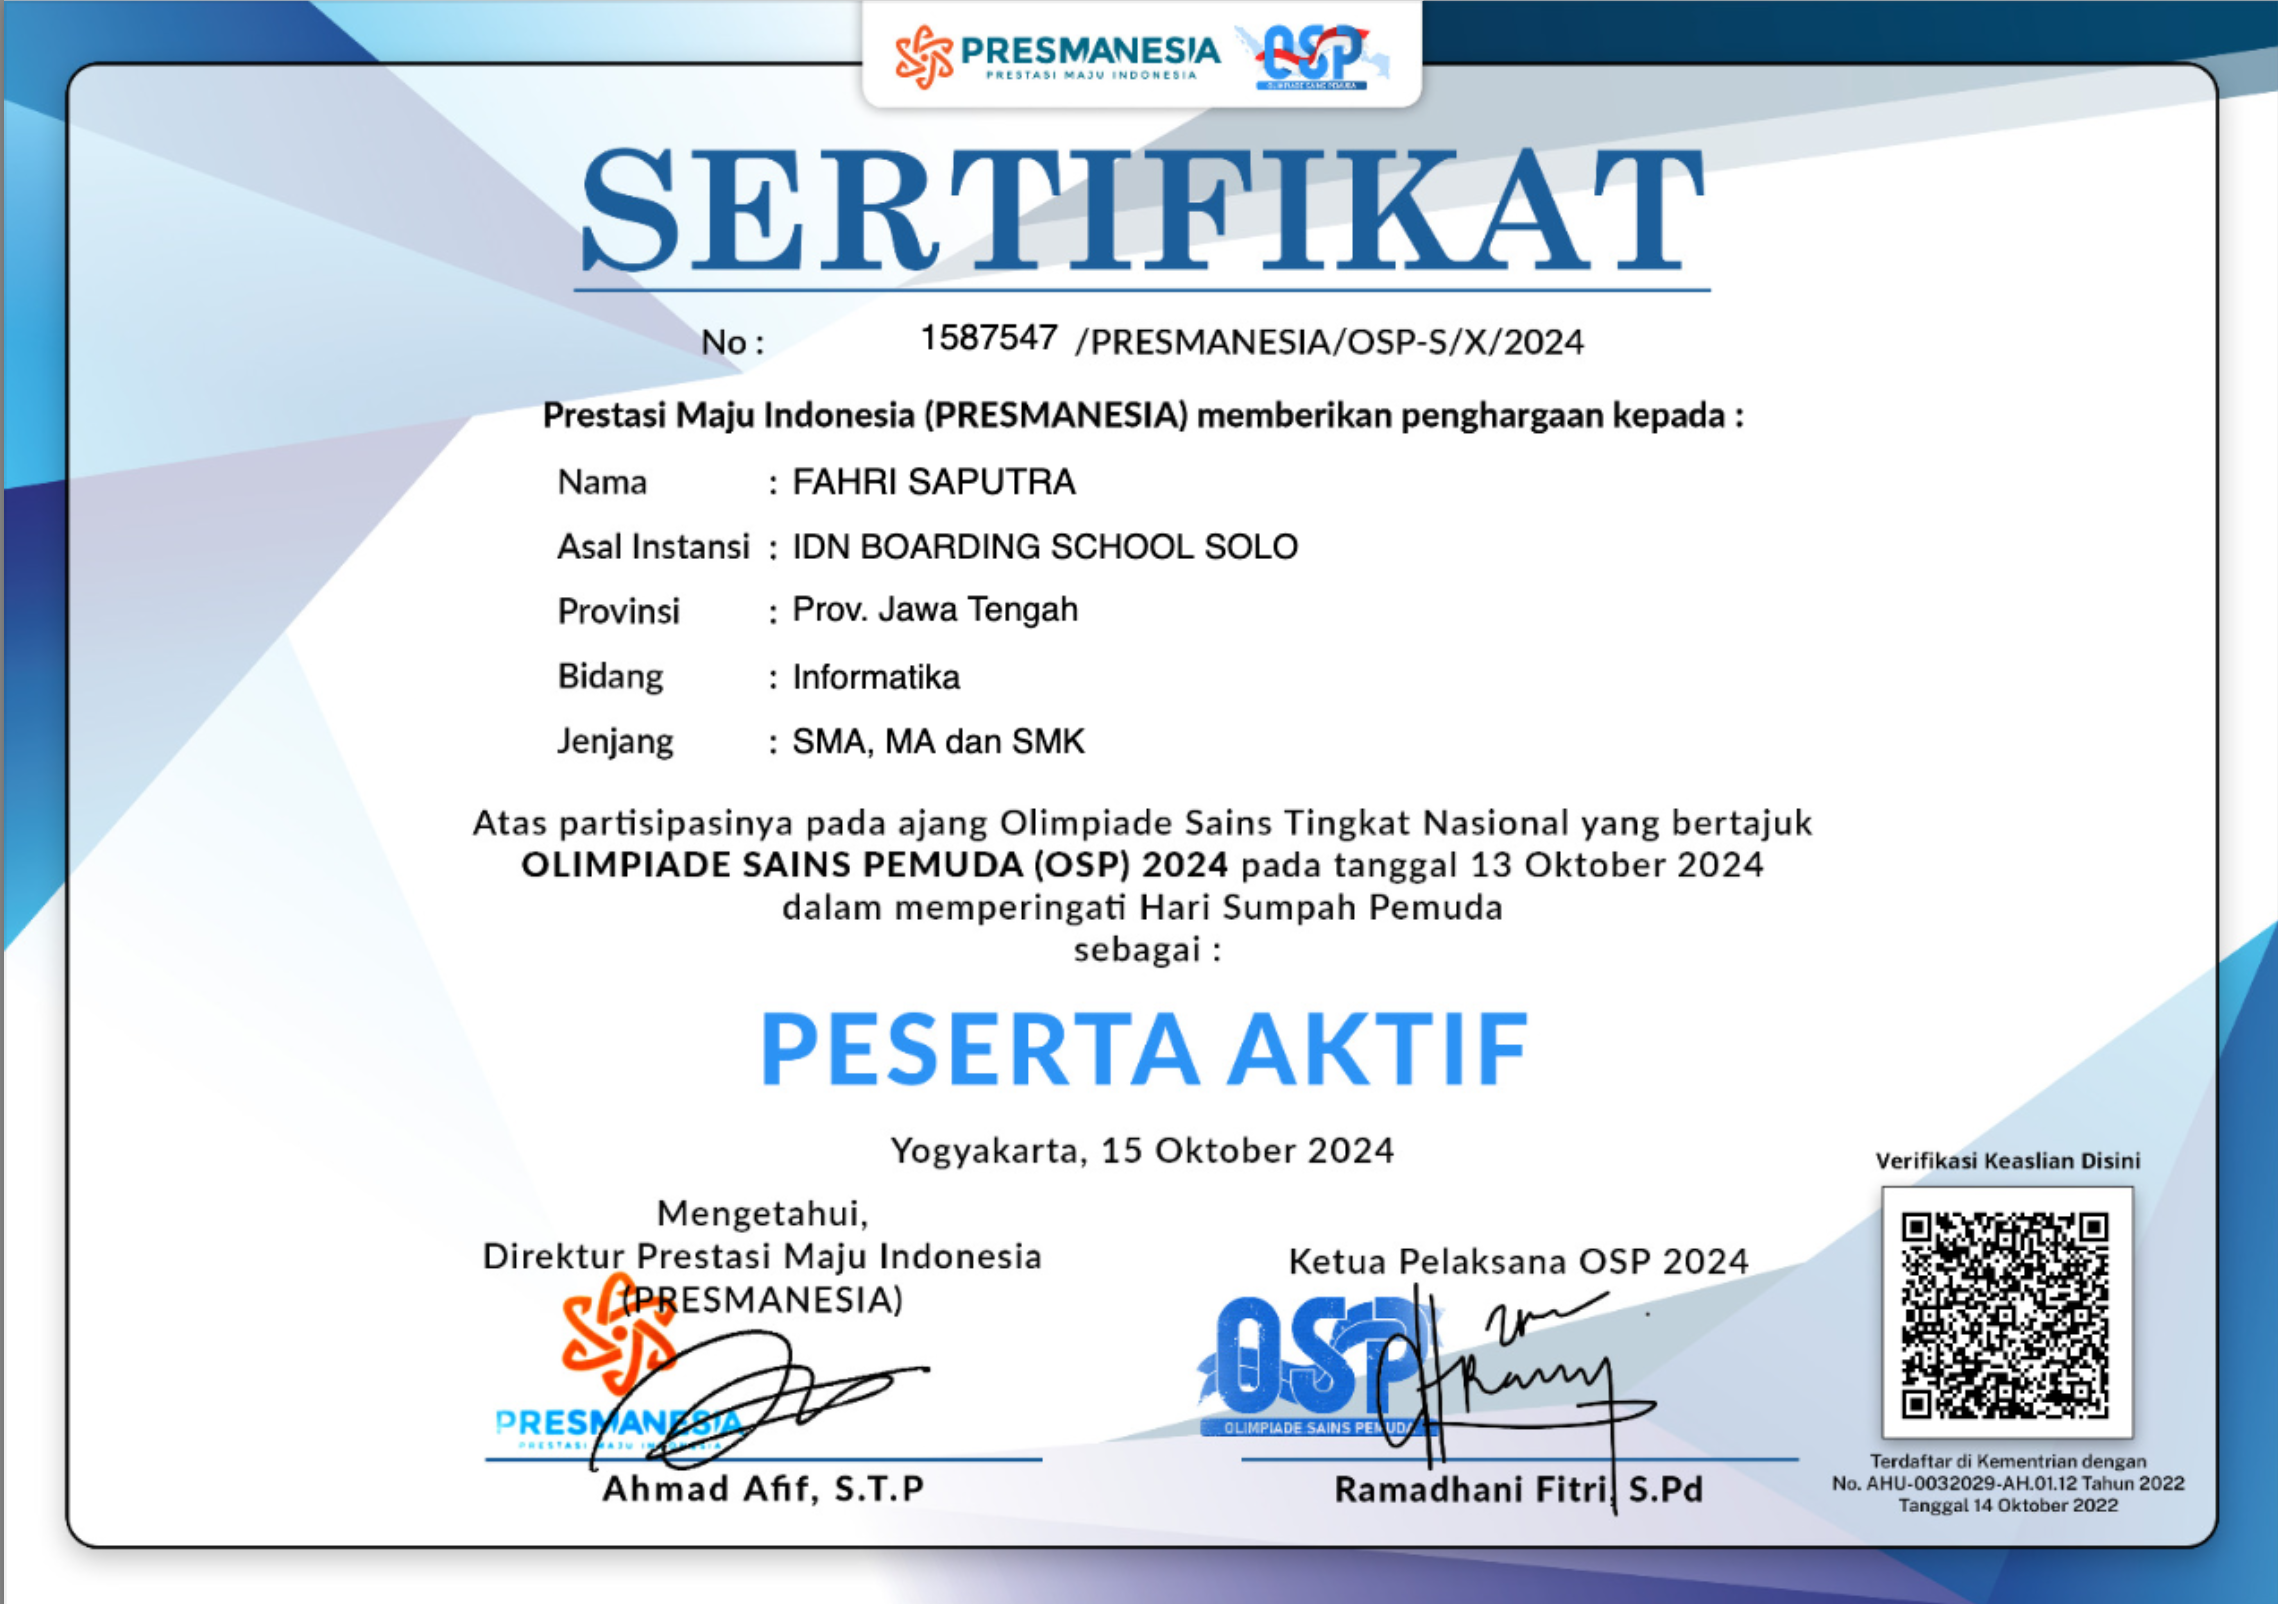 PRESMANESIA
PRESTASI MAJU INDONESIA
OSP
OLIMPIADE SAINS PEMUDA
SERTIFIKAT
No : 1587547 /PRESMANESIA/OSP-S/X/2024
Prestasi Maju Indonesia (PRESMANESIA) memberikan penghargaan kepada :
Nama : FAHRI SAPUTRA
Asal Instansi : IDN BOARDING SCHOOL SOLO
Provinsi : Prov. Jawa Tengah
Bidang : Informatika
Jenjang : SMA, MA dan SMK
Atas partisipasinya pada ajang Olimpiade Sains Tingkat Nasional yang bertajuk
OLIMPIADE SAINS PEMUDA (OSP) 2024 pada tanggal 13 Oktober 2024
dalam memperingati Hari Sumpah Pemuda
sebagai :
PESERTA AKTIF
Yogyakarta, 15 Oktober 2024
Mengetahui,
Direktur Prestasi Maju Indonesia
(PRESMANESIA)
PRESMANESIA
PRESTASI MAJU INDONESIA
Ahmad Afif, S.T.P
Ketua Pelaksana OSP 2024
OSP
OLIMPIADE SAINS PEMUDA
Ramadhani Fitri, S.Pd
Verifikasi Keaslian Disini
Terdaftar di Kementrian dengan
No. AHU-0032029-AH.01.12 Tahun 2022
Tanggal 14 Oktober 2022